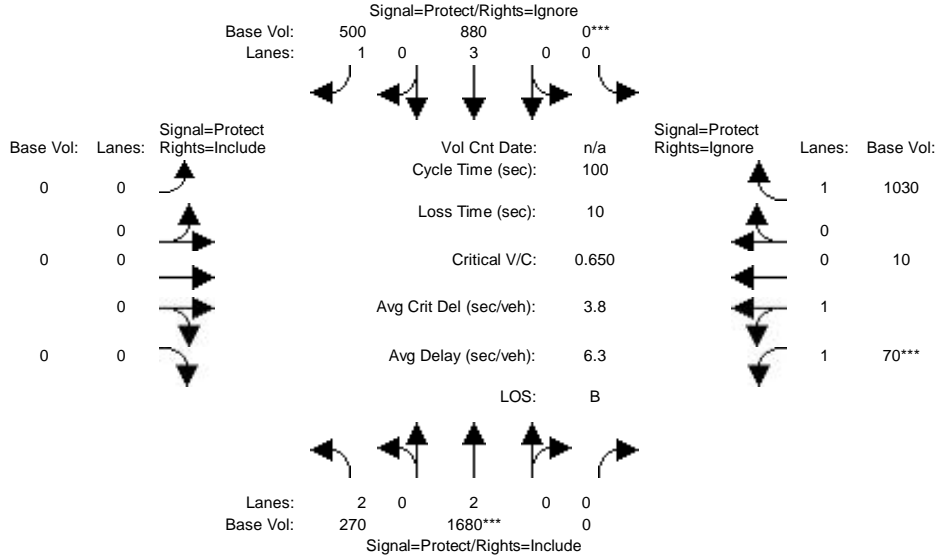 Signal=Protect/Rights=Ignore
Base Vol: 500 880 0***
Lanes: 1 0 3 0 0
Signal=Protect
Base Vol: Lanes: Rights=Include
Vol Cnt Date: n/a
Signal=Protect
Rights=Ignore Lanes: Base Vol:
Cycle Time (sec): 100
0 0
1 1030
Loss Time (sec): 10
0
0
0 0
Critical V/C: 0.650
0 10
0
Avg Crit Del (sec/veh): 3.8
1
0 0
Avg Delay (sec/veh): 6.3
1 70***
LOS: B
Lanes: 2 0 2 0 0
Base Vol: 270 1680*** 0
Signal=Protect/Rights=Include